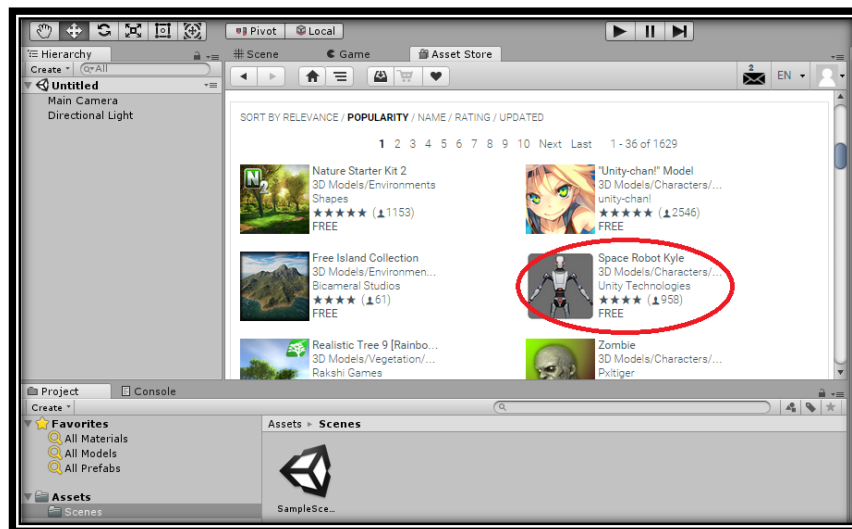 Pivot Local
Hierarchy
# Scene Game Asset Store
Create All
Untitled
Main Camera
Directional Light
2
EN
SORT BY RELEVANCE / POPULARITY / NAME / RATING / UPDATED
1 2 3 4 5 6 7 8 9 10 Next Last 1 - 36 of 1629
N2
Nature Starter Kit 2
3D Models/Environments
Shapes
★★★★★ (1153)
FREE
"Unity-chan!" Model
3D Models/Characters/...
unity-chan!
★★★★ (2546)
FREE
Free Island Collection
3D Models/Environmen...
Bicameral Studios
★★★★ (61)
FREE
Space Robot Kyle
3D Models/Characters/...
Unity Technologies
★★★★ (958)
FREE
Realistic Tree 9 [Rainbo...
3D Models/Vegetation/...
Rakshi Games
Zombie
3D Models/Characters/...
Pxltiger
Project Console
Create
Favorites
All Materials
All Models
All Prefabs
Assets
Scenes
Assets ▸ Scenes
SampleSce...